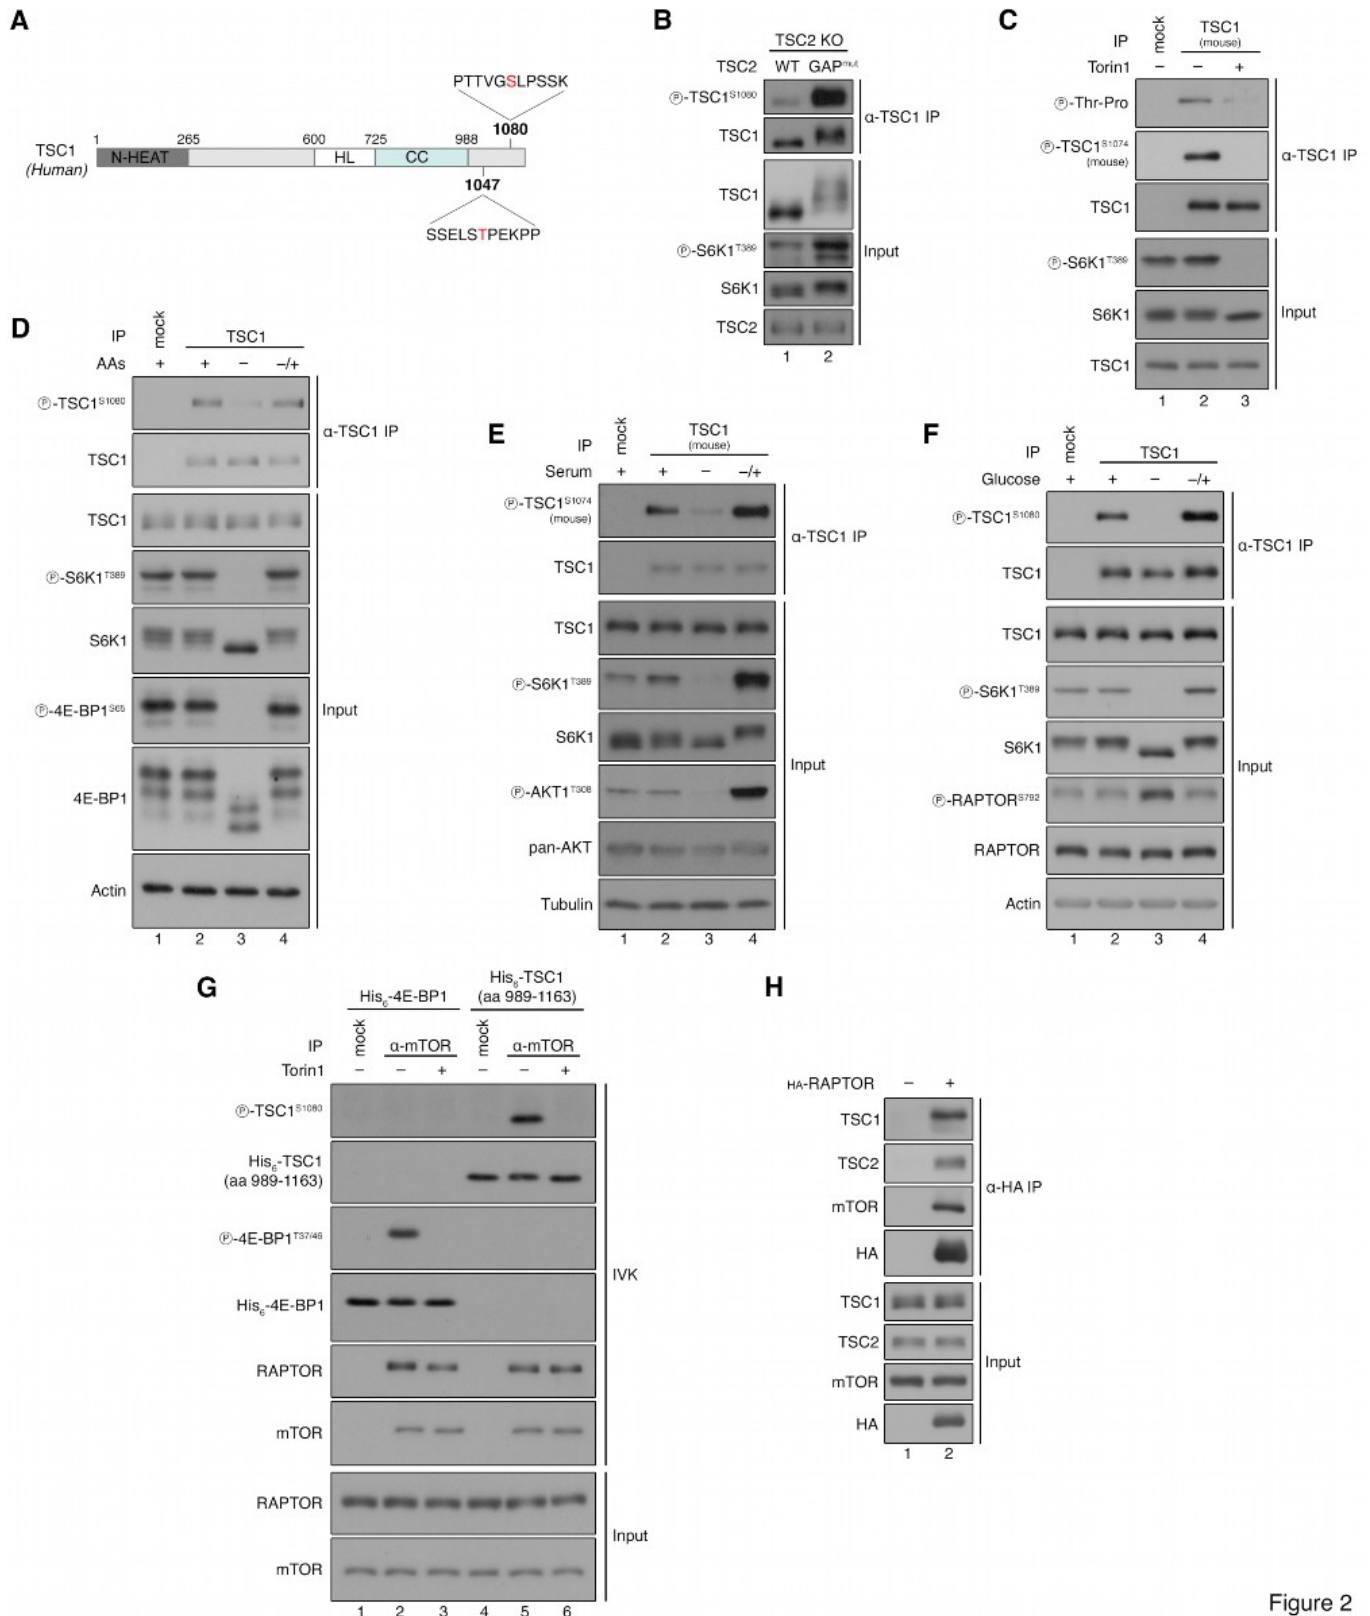 A
PTTVGSLPSSK
1 265 600 725 988 1080
TSC1
(Human)
N-HEAT HL CC
1047
SSELSTPEKPP
B
TSC2 KO
TSC2 WT GAPmut
Ⓟ-TSC1S1080
TSC1
α-TSC1 IP
TSC1
Ⓟ-S6K1T389
S6K1
TSC2
Input
1 2
C
IP mock TSC1
(mouse)
Torin1 – – +
Ⓟ-Thr-Pro
Ⓟ-TSC1S1074
(mouse)
TSC1
α-TSC1 IP
Ⓟ-S6K1T389
S6K1
TSC1
Input
1 2 3
D
IP mock TSC1
AAs + + – –/+
Ⓟ-TSC1S1080
TSC1
α-TSC1 IP
TSC1
Ⓟ-S6K1T389
S6K1
Ⓟ-4E-BP1S65
4E-BP1
Actin
Input
1 2 3 4
E
IP mock TSC1
(mouse)
Serum + + – –/+
Ⓟ-TSC1S1074
(mouse)
TSC1
α-TSC1 IP
TSC1
Ⓟ-S6K1T389
S6K1
Ⓟ-AKT1T308
pan-AKT
Tubulin
Input
1 2 3 4
F
IP mock TSC1
Glucose + + – –/+
Ⓟ-TSC1S1080
TSC1
α-TSC1 IP
TSC1
Ⓟ-S6K1T389
S6K1
Ⓟ-RAPTORS792
RAPTOR
Actin
Input
1 2 3 4
G
His6-4E-BP1 His6-TSC1
(aa 989-1163)
IP mock α-mTOR mock α-mTOR
Torin1 – – + – – +
Ⓟ-TSC1S1080
His6-TSC1
(aa 989-1163)
Ⓟ-4E-BP1T37/46
His6-4E-BP1
RAPTOR
mTOR
IVK
RAPTOR
mTOR
Input
1 2 3 4 5 6
H
HA-RAPTOR – +
TSC1
TSC2
mTOR
HA
α-HA IP
TSC1
TSC2
mTOR
HA
Input
1 2
Figure 2